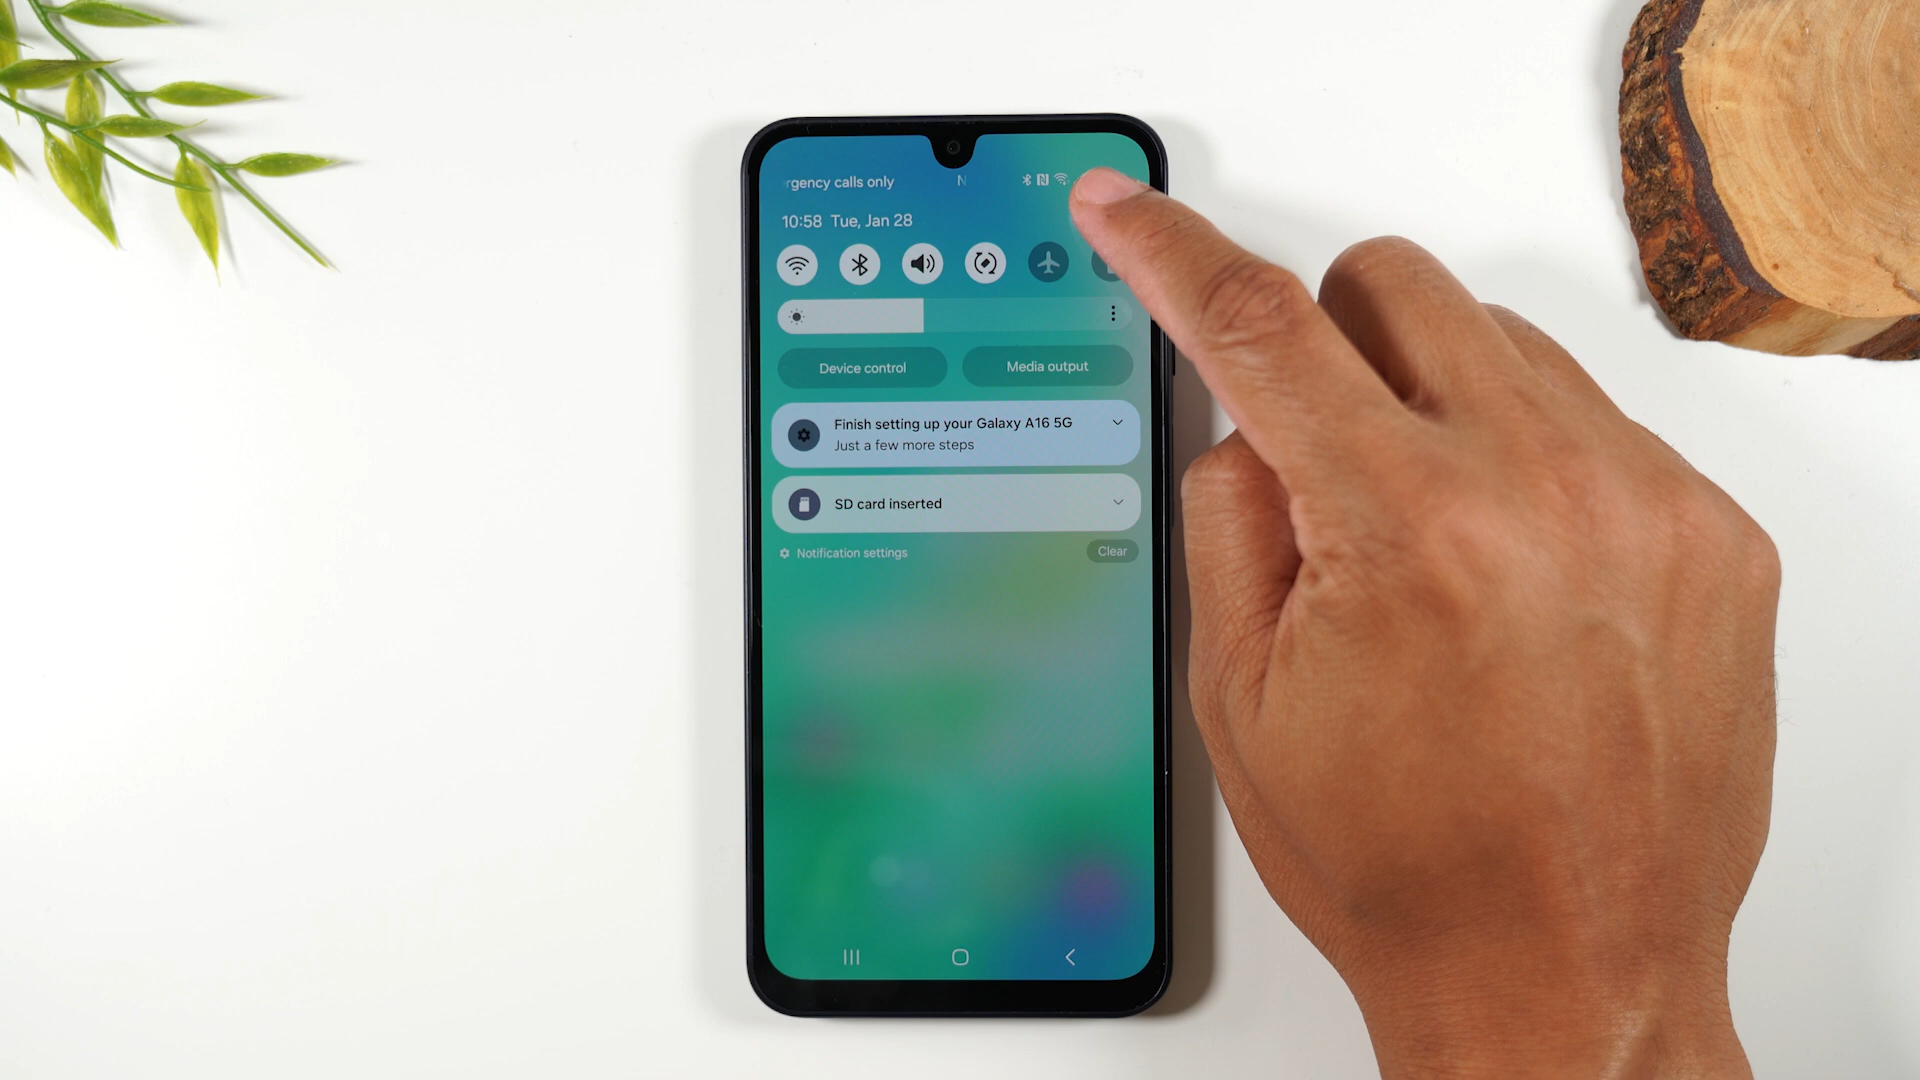 rgency calls only
10:58 Tue, Jan 28
Device control
Media output
Finish setting up your Galaxy A16 5G
Just a few more steps
SD card inserted
Notification settings
Clear